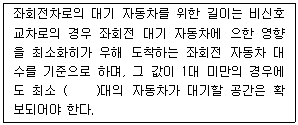 좌회전차로의 대기 자동차를 위한 길이는 비신호
교차로의 경우 좌회전 대기 자동차에 으한 영향
을 최소화히가 우해 도착하는 좌회전 자동차 대
수를 기준으로 하며, 그 값이 1대 미만의 경우에
도 최소 (    )대의 자동차가 대기할 공간은 확
보되어야 한다.